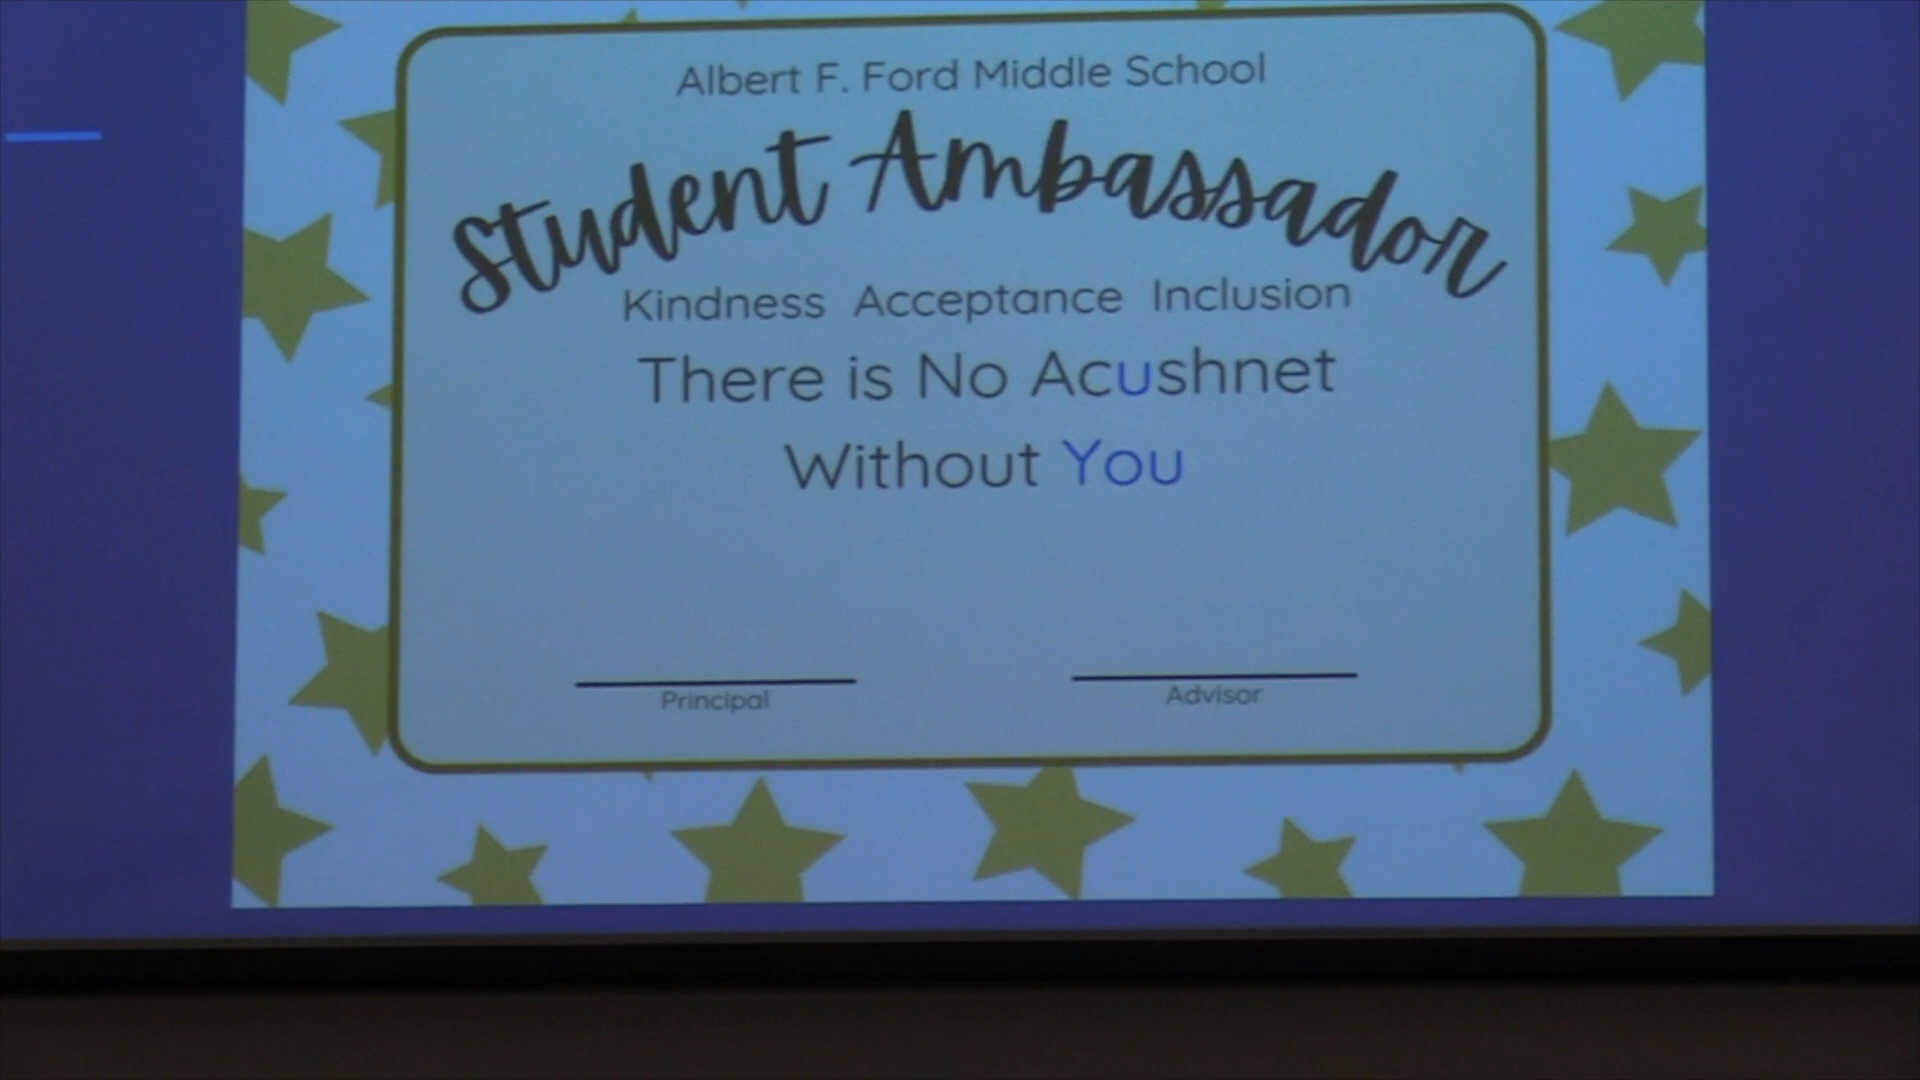 Albert F. Ford Middle School
Student Ambassador
Kindness Acceptance Inclusion
There is No Acushnet
Without You
Principal
Advisor